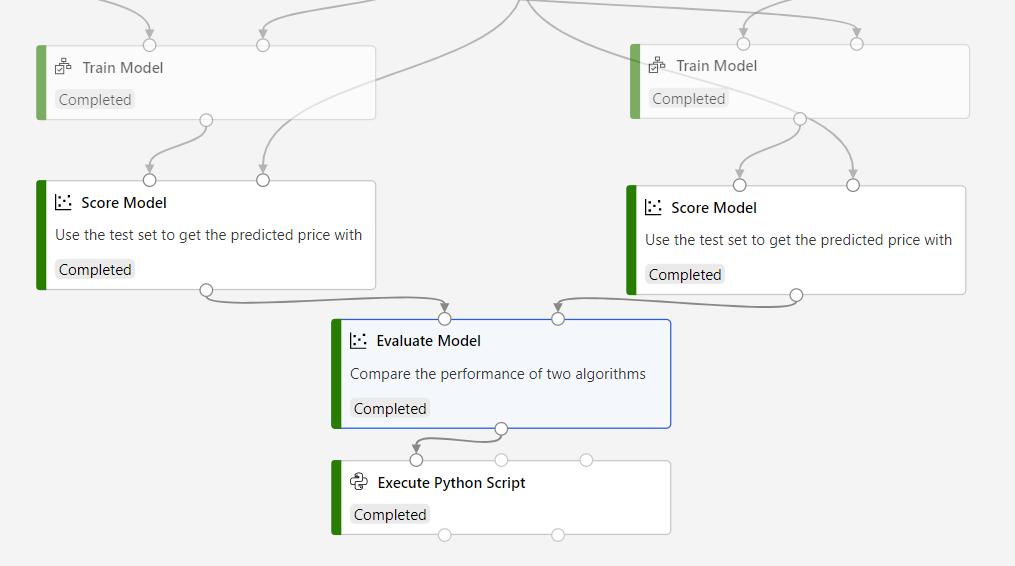 Train Model
Completed
Train Model
Completed
Score Model
Use the test set to get the predicted price with
Completed
Score Model
Use the test set to get the predicted price with
Completed
Evaluate Model
Compare the performance of two algorithms
Completed
Execute Python Script
Completed